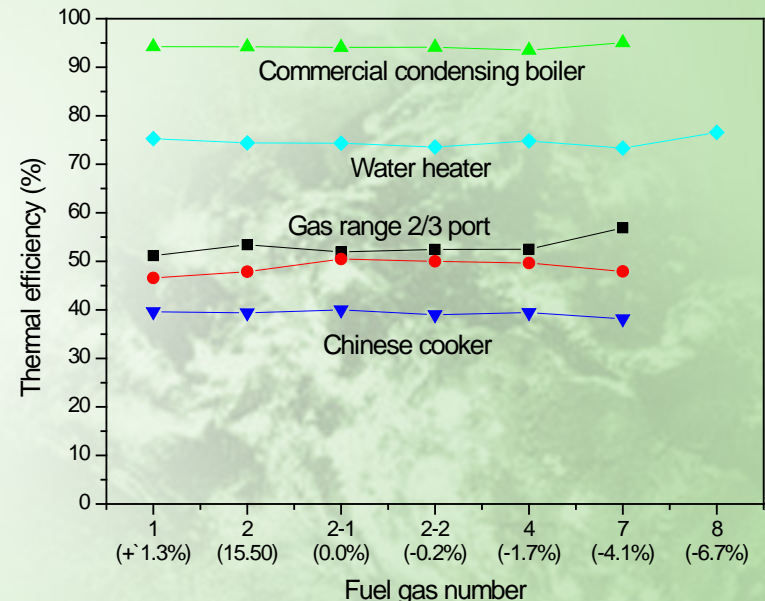 100
90
80
70
60
50
40
30
20
10
0
Thermal efficiency (%)
Commercial condensing boiler
Water heater
Gas range 2/3 port
Chinese cooker
1 2 2-1 2-2 4 7 8
(+`1.3%) (15.50) (0.0%) (-0.2%) (-1.7%) (-4.1%) (-6.7%)
Fuel gas number